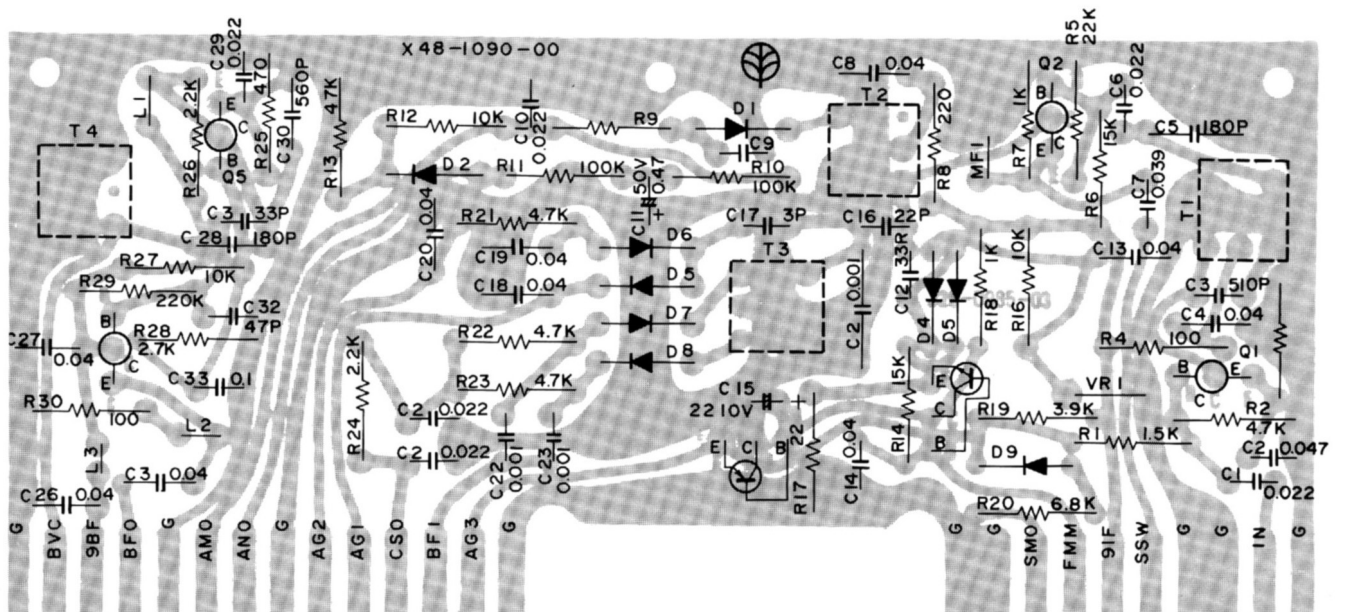 X48-1090-00
C29
0.022
470
560P
2.2K
47K
L1
T4
E
C
B
Q5
R26
R25
C30
R13
R12 10K
C10
0.022
R9
D1
C9
D2
R11 100K
50V
0.47
C11
+
R10
100K
C8 0.04
T2
220
R8
MF1
1K
R7
Q2
B
E
C
R5
22K
15K
R6
C6
0.022
C5 180P
C7
0.039
T1
C3 33P
C28 180P
R27
10K
R29
220K
C32
47P
B
C
E
R28
2.7K
C27
0.04
C33 0.1
R30
100
L2
L3
C3 0.04
C26 0.04
0.04
C20
R21 4.7K
C19
0.04
C18 0.04
R22 4.7K
R23 4.7K
2.2K
R24
C2 0.022
C2 0.022
C22
0.001
C23
0.001
D6
D5
D7
D8
C17 3P
T3
C16 22P
0.001
C2
C12
D4
D5
1K
R18
10K
R16
C13 0.04
C3 510P
C4 0.04
R4 100
Q1
B
E
C
VR1
C15
22 10V
+
E
C
B
22
R17
0.04
C14
15K
R14
E
C
B
R19 3.9K
D9
R20 6.8K
R1 1.5K
R2
4.7K
C2 0.047
C1
0.022
G
BVC
9BF
BFO
G
AMO
ANO
G
AG2
AG1
CSO
BF1
AG3
G
G
G
SMO
FMM
9IF
SSW
G
G
IN
G